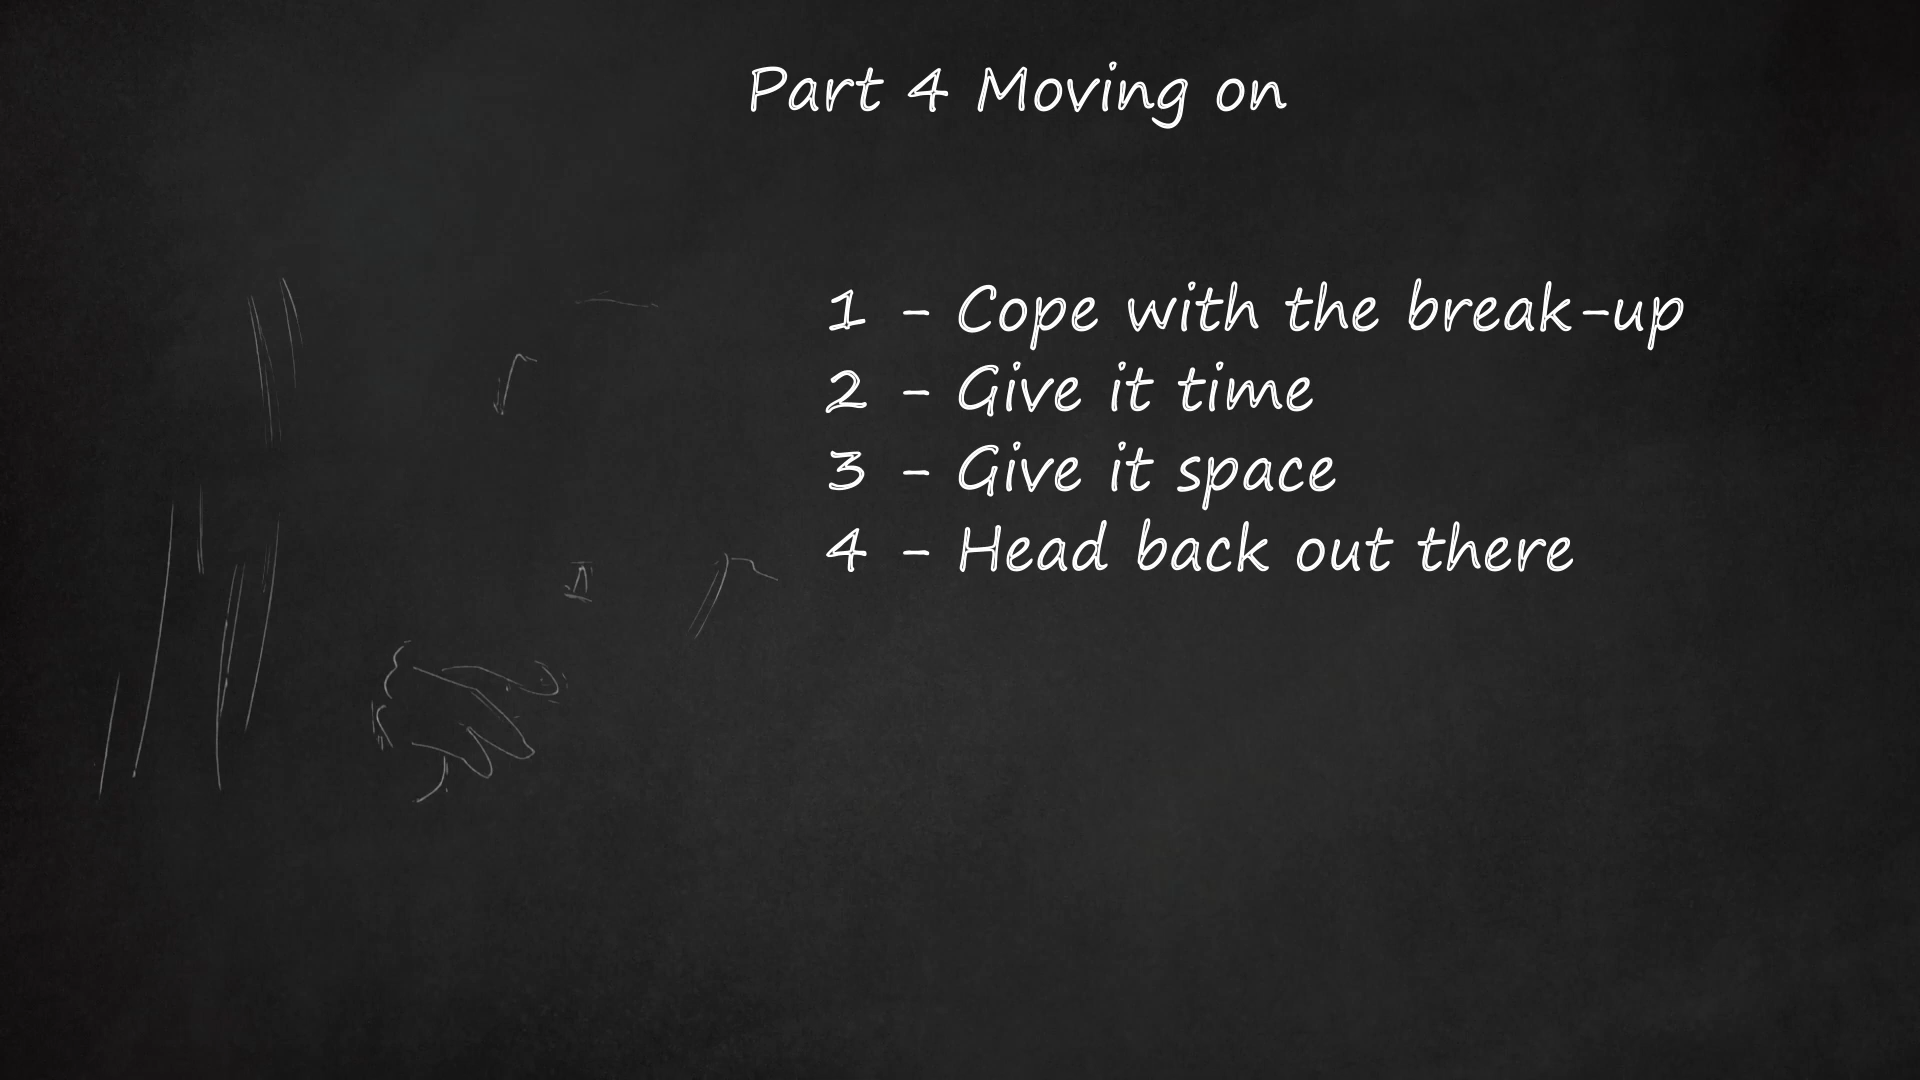 Part 4 Moving on
1 - Cope with the break-up
2 - Give it time
3 - Give it space
4 - Head back out there